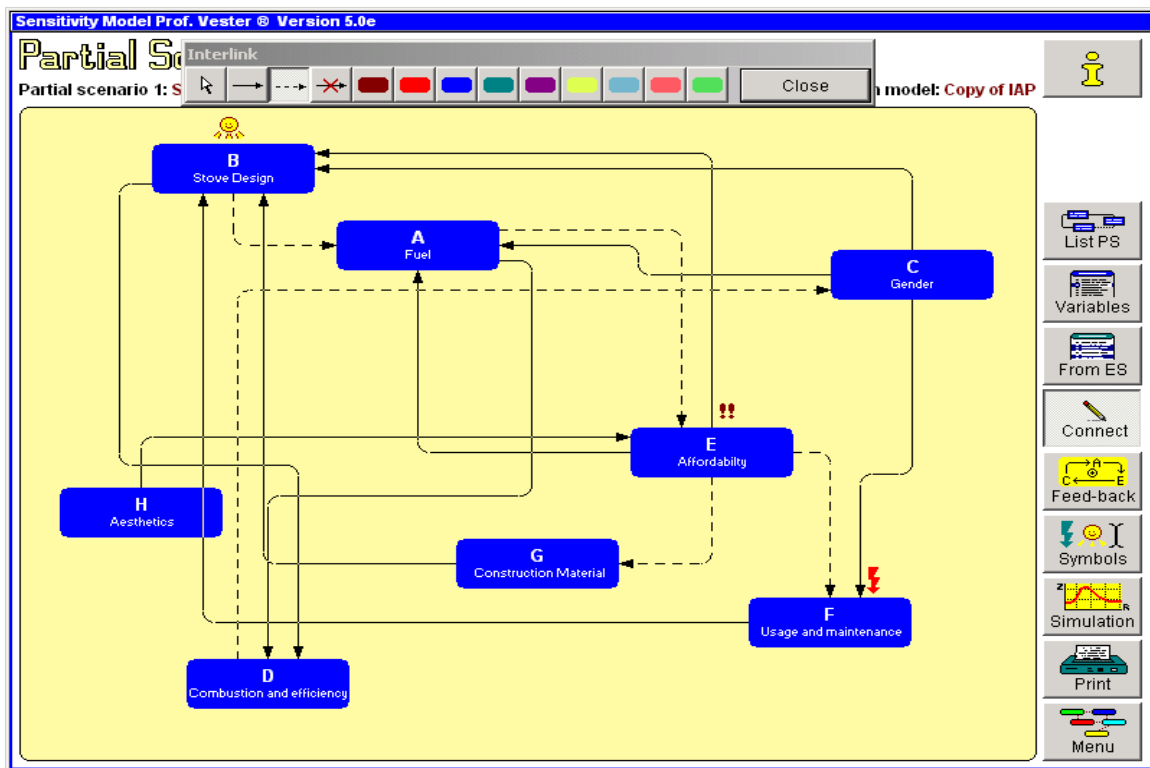 Sensitivity Model Prof. Vester ® Version 5.0e
Partial Sc
Interlink
Close
Partial scenario 1: S
n model: Copy of IAP
B
Stove Design
A
Fuel
C
Gender
E
Affordabilty
H
Aesthetics
G
Construction Material
F
Usage and maintenance
D
Combustion and efficiency
List PS
Variables
From ES
Connect
A
C E
Feed-back
Symbols
Z
R
Simulation
Print
Menu